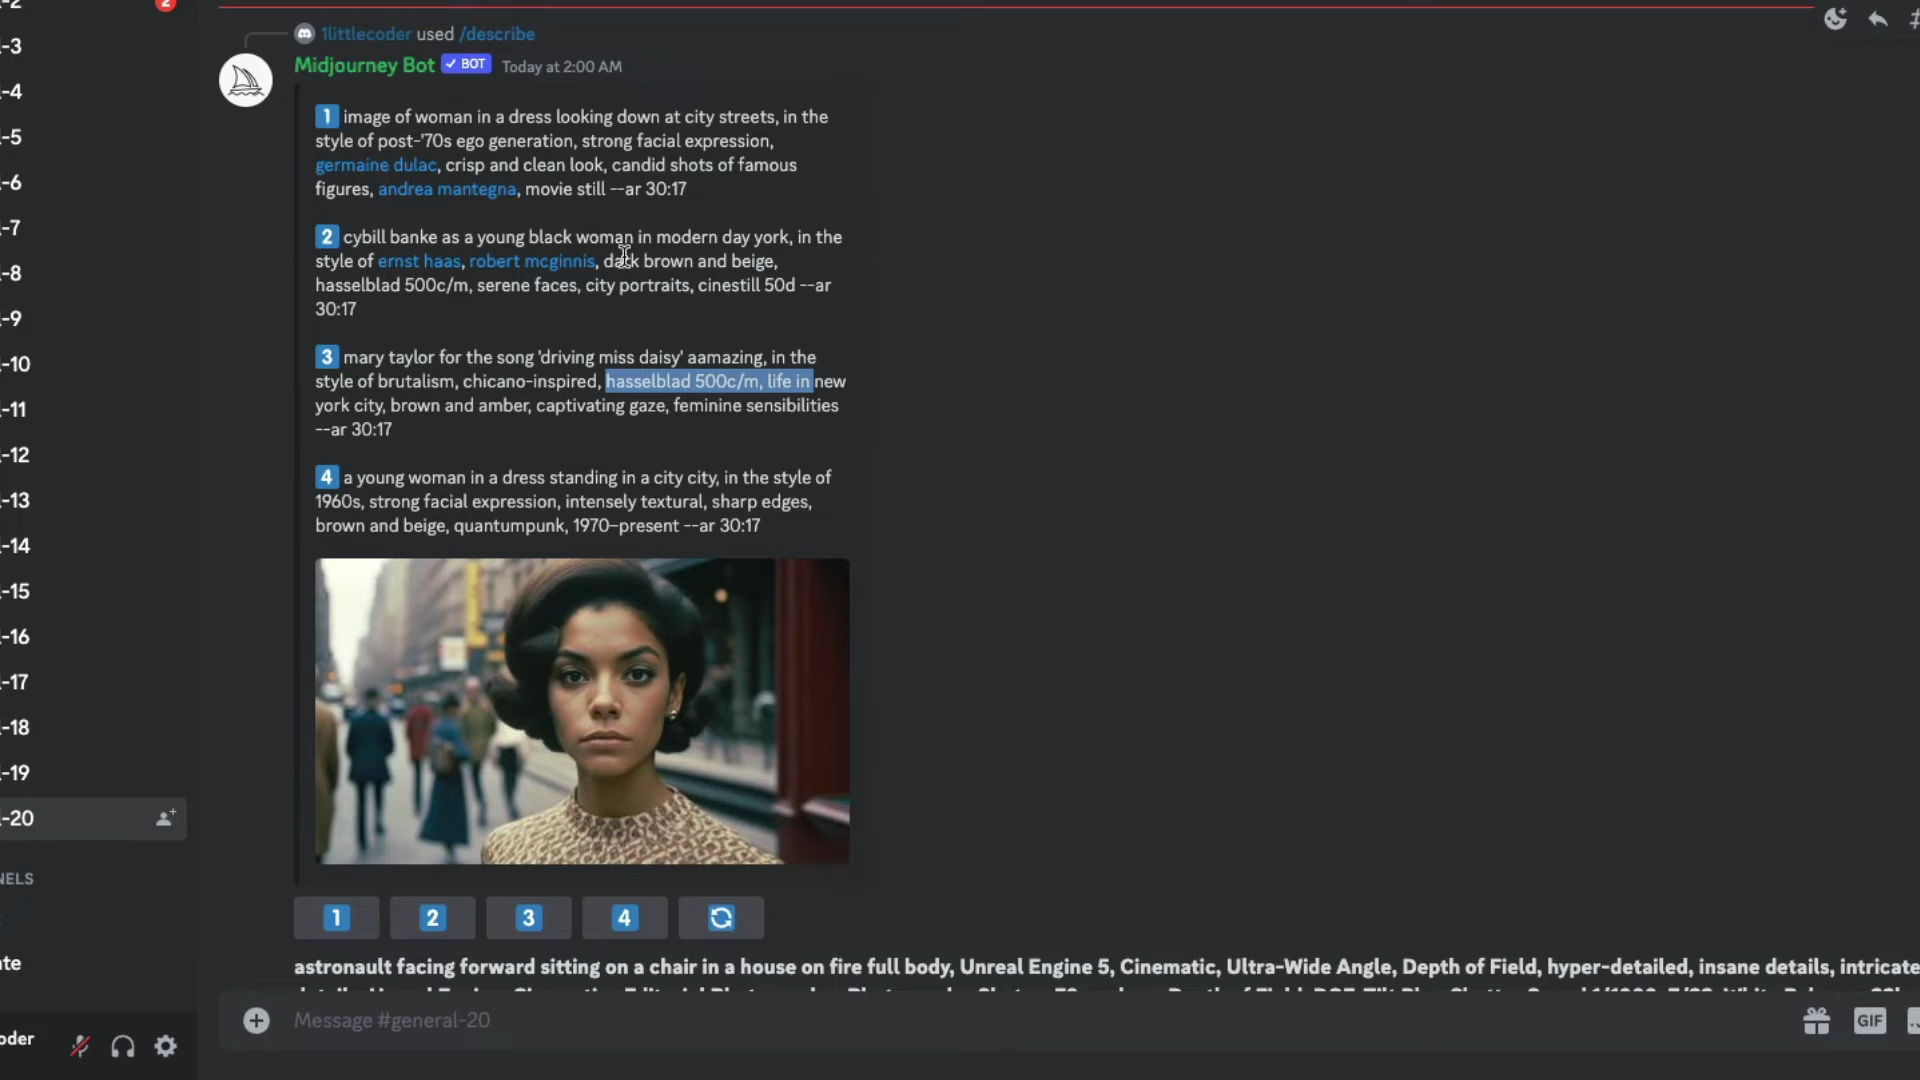 -2
2
-3
-4
-5
-6
-7
-8
-9
-10
-11
-12
-13
-14
-15
-16
-17
-18
-19
-20
NELS
te
oder
1littlecoder used /describe
Midjourney Bot ✓ BOT Today at 2:00 AM
1 image of woman in a dress looking down at city streets, in the
style of post-'70s ego generation, strong facial expression,
germaine dulac, crisp and clean look, candid shots of famous
figures, andrea mantegna, movie still --ar 30:17
2 cybill banke as a young black woman in modern day york, in the
style of ernst haas, robert mcginnis, dark brown and beige,
hasselblad 500c/m, serene faces, city portraits, cinestill 50d --ar
30:17
3 mary taylor for the song 'driving miss daisy' aamazing, in the
style of brutalism, chicano-inspired, hasselblad 500c/m, life in new
york city, brown and amber, captivating gaze, feminine sensibilities
--ar 30:17
4 a young woman in a dress standing in a city city, in the style of
1960s, strong facial expression, intensely textural, sharp edges,
brown and beige, quantumpunk, 1970–present --ar 30:17
1 2 3 4
astronaut facing forward sitting on a chair in a house on fire full body, Unreal Engine 5, Cinematic, Ultra-Wide Angle, Depth of Field, hyper-detailed, insane details, intricate
Message #general-20
GIF